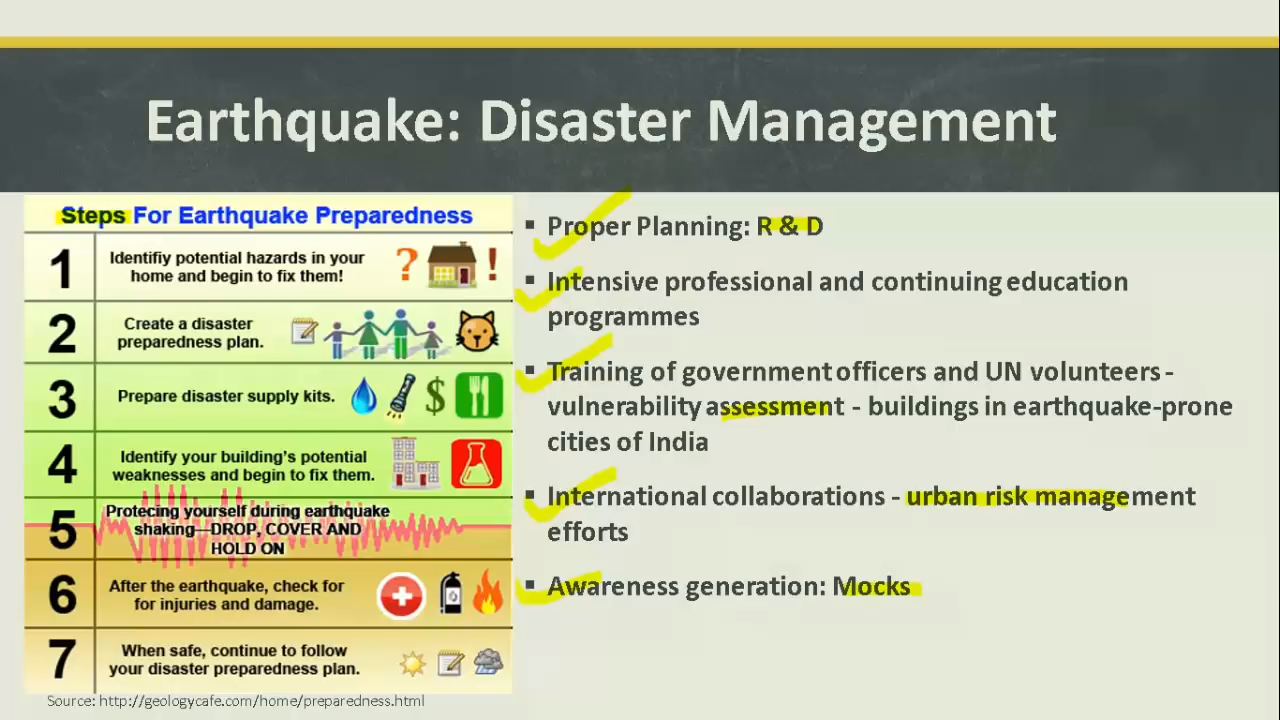 Earthquake: Disaster Management
Steps For Earthquake Preparedness
1
Identifiy potential hazards in your
home and begin to fix them!
? !
2
Create a disaster
preparedness plan.
3
Prepare disaster supply kits.
$
4
Identify your building's potential
weaknesses and begin to fix them.
5
Protecing yourself during earthquake
shaking—DROP, COVER AND
HOLD ON
6
After the earthquake, check for
for injuries and damage.
7
When safe, continue to follow
your disaster preparedness plan.
Source: http://geologycafe.com/home/preparedness.html
▪ Proper Planning: R & D
▪ Intensive professional and continuing education
programmes
▪ Training of government officers and UN volunteers -
vulnerability assessment - buildings in earthquake-prone
cities of India
▪ International collaborations - urban risk management
efforts
▪ Awareness generation: Mocks